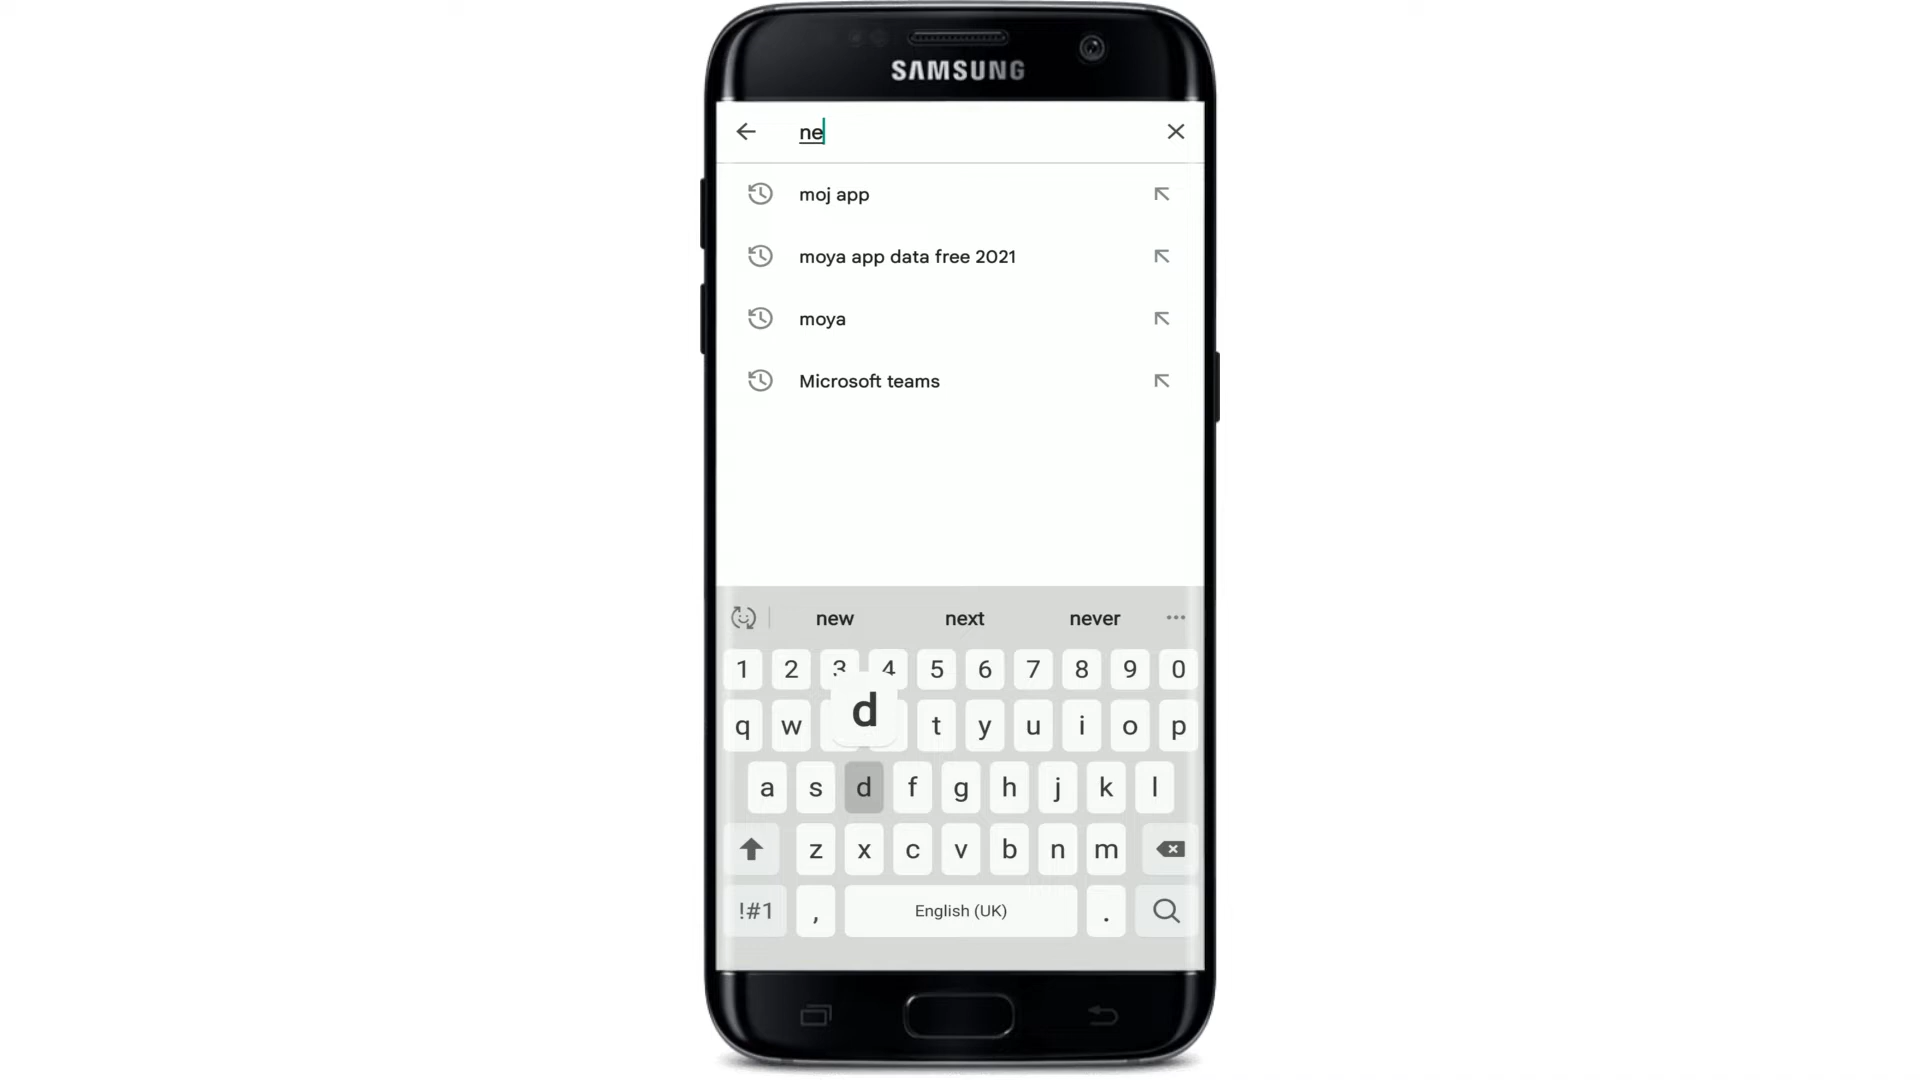 SAMSUNG
ne
moj app
moya app data free 2021
moya
Microsoft teams
new next never
1 2 3 4 5 6 7 8 9 0
d
q w t y u i o p
a s d f g h j k l
z x c v b n m
!#1 , English (UK) .